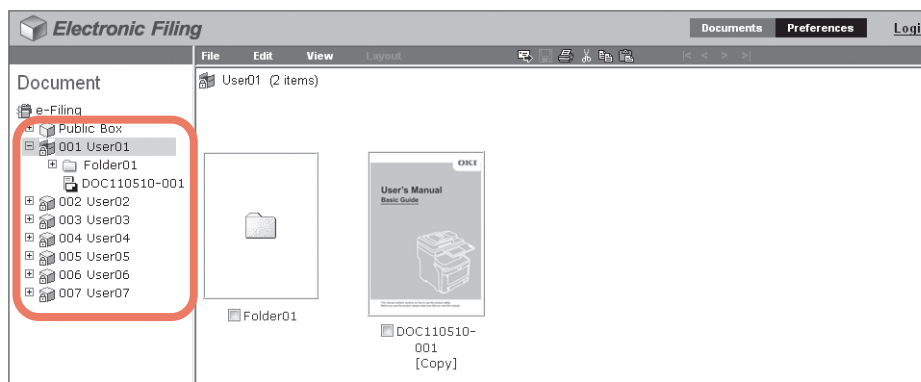 Electronic Filing
Documents
Preferences
Logi
File
Edit
View
Layout
Document
e-Filing
Public Box
001 User01
Folder01
DOC110510-001
002 User02
003 User03
004 User04
005 User05
006 User06
007 User07
User01 (2 items)
Folder01
OKI
User's Manual
Basic Guide
DOC110510-
001
[Copy]